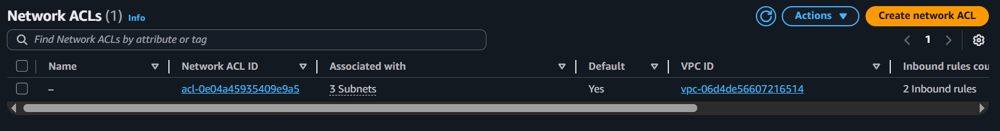 Network ACLs (1) Info
Actions
Create network ACL
Find Network ACLs by attribute or tag
1
Name Network ACL ID Associated with Default VPC ID Inbound rules cou
– acl-0e04a45935409e9a5 3 Subnets Yes vpc-06d4de56607216514 2 Inbound rules